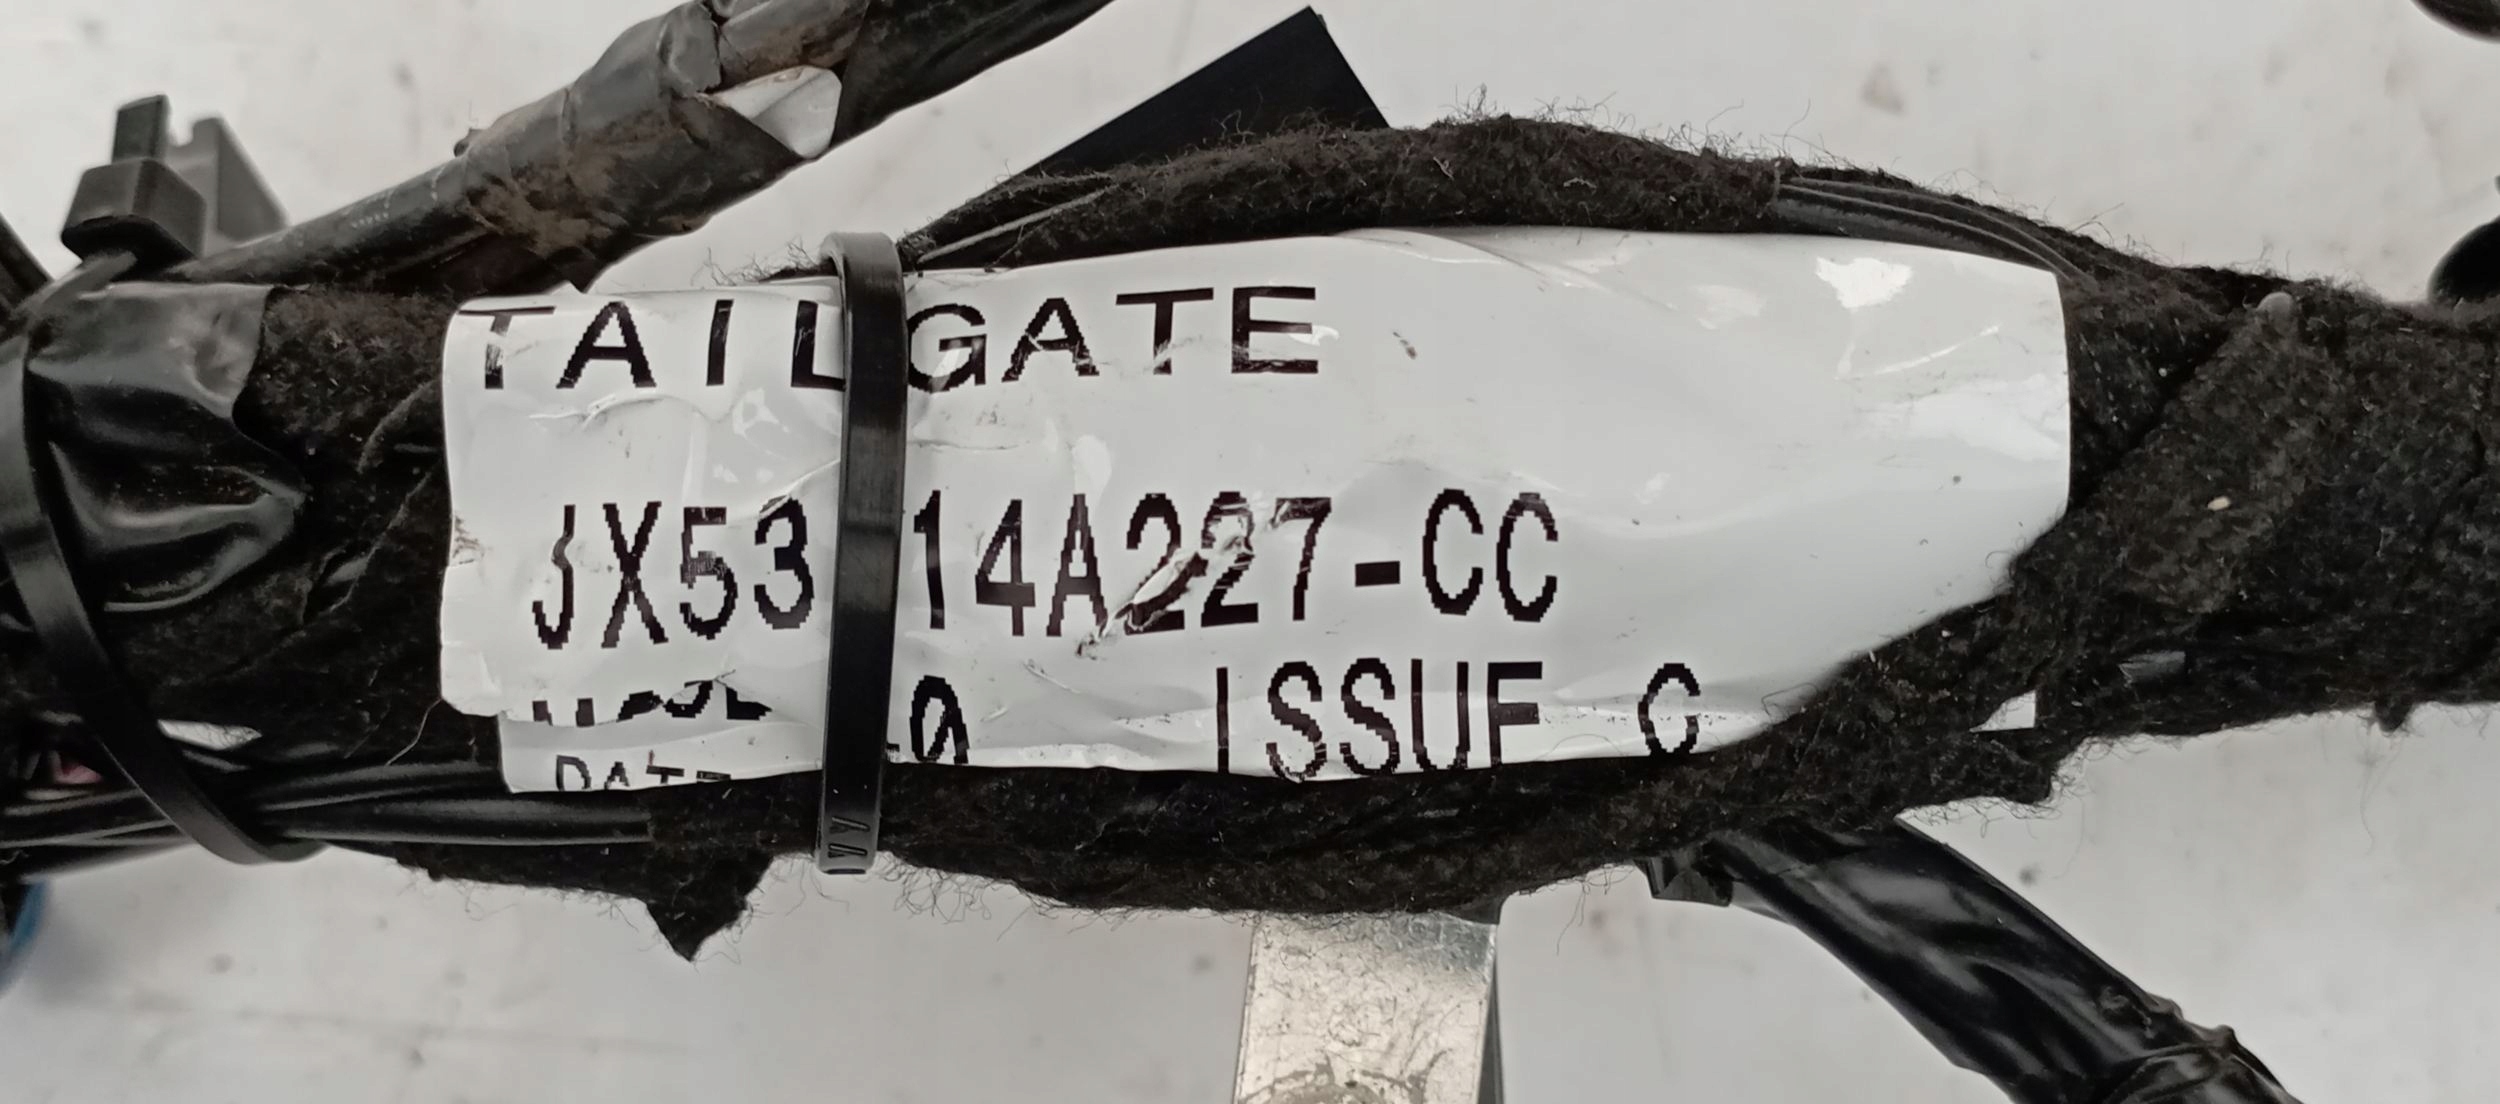 TAILGATE
JX53 14A227-CC
ISSUE C